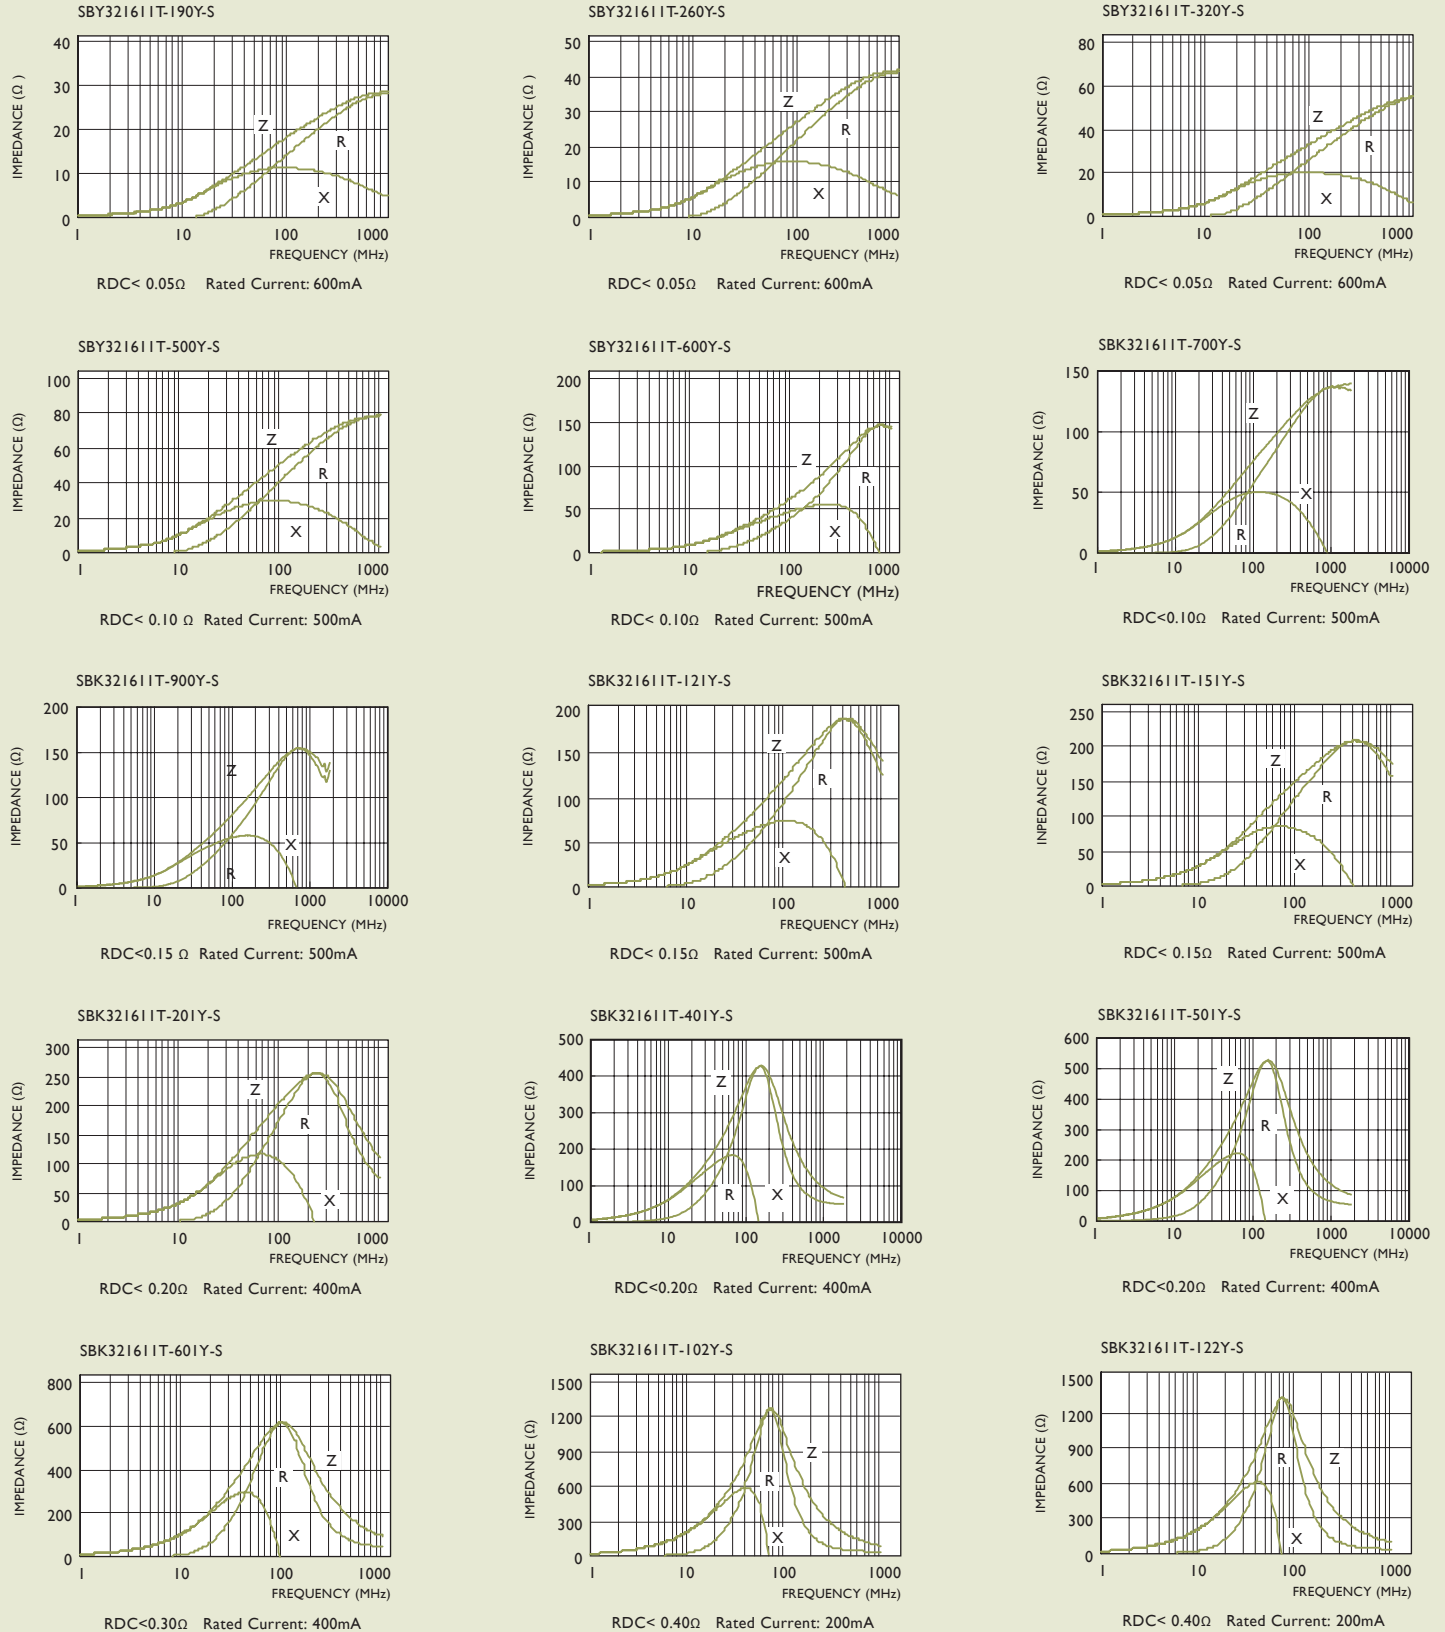 SBY321611T-190Y-S
IMPEDANCE (Ω)
40
30
20
10
0
Z
R
X
1 10 100 1000
FREQUENCY (MHz)
RDC< 0.05Ω Rated Current: 600mA
SBY321611T-260Y-S
IMPEDANCE (Ω )
50
40
30
20
10
0
Z
R
X
1 10 100 1000
FREQUENCY (MHz)
RDC< 0.05Ω Rated Current: 600mA
SBY321611T-320Y-S
IMPEDANCE (Ω)
80
60
40
20
0
Z
R
X
1 10 100 1000
FREQUENCY (MHz)
RDC< 0.05Ω Rated Current: 600mA
SBY321611T-500Y-S
IMPEDANCE (Ω)
100
80
60
40
20
0
Z
R
X
1 10 100 1000
FREQUENCY (MHz)
RDC< 0.10 Ω Rated Current: 500mA
SBY321611T-600Y-S
IMPEDANCE (Ω)
200
150
100
50
0
Z
R
X
1 10 100 1000
FREQUENCY (MHz)
RDC< 0.10Ω Rated Current: 500mA
SBK321611T-700Y-S
IMPEDANCE (Ω)
150
100
50
0
Z
X
R
1 10 100 1000 10000
FREQUENCY (MHz)
RDC<0.10Ω Rated Current: 500mA
SBK321611T-900Y-S
IMPEDANCE (Ω)
200
150
100
50
0
Z
X
R
1 10 100 1000 10000
FREQUENCY (MHz)
RDC<0.15 Ω Rated Current: 500mA
SBK321611T-121Y-S
INPEDANCE (Ω)
200
150
100
50
0
Z
R
X
1 10 100 1000
FREQUENCY (MHz)
RDC< 0.15Ω Rated Current: 500mA
SBK321611T-151Y-S
INPEDANCE (Ω)
250
200
150
100
50
0
Z
R
X
1 10 100 1000
FREQUENCY (MHz)
RDC< 0.15Ω Rated Current: 500mA
SBK321611T-201Y-S
IMPEDANCE (Ω)
300
250
200
150
100
50
0
Z
R
X
1 10 100 1000
FREQUENCY (MHz)
RDC< 0.20Ω Rated Current: 400mA
SBK321611T-401Y-S
INPEDANCE (Ω)
500
400
300
200
100
0
Z
R X
1 10 100 1000 10000
FREQUENCY (MHz)
RDC<0.20Ω Rated Current: 400mA
SBK321611T-501Y-S
INPEDANCE (Ω)
600
500
400
300
200
100
0
Z
R
X
1 10 100 1000 10000
FREQUENCY (MHz)
RDC<0.20Ω Rated Current: 400mA
SBK321611T-601Y-S
IMPEDANCE (Ω)
800
600
400
200
0
Z
R
X
1 10 100 1000
FREQUENCY (MHz)
RDC<0.30Ω Rated Current: 400mA
SBK321611T-102Y-S
IMPEDANCE (Ω)
1500
1200
900
600
300
0
Z
R
X
1 10 100 1000
FREQUENCY (MHz)
RDC< 0.40Ω Rated Current: 200mA
SBK321611T-122Y-S
IMPEDANCE (Ω)
1500
1200
900
600
300
0
R Z
X
1 10 100 1000
FREQUENCY (MHz)
RDC< 0.40Ω Rated Current: 200mA